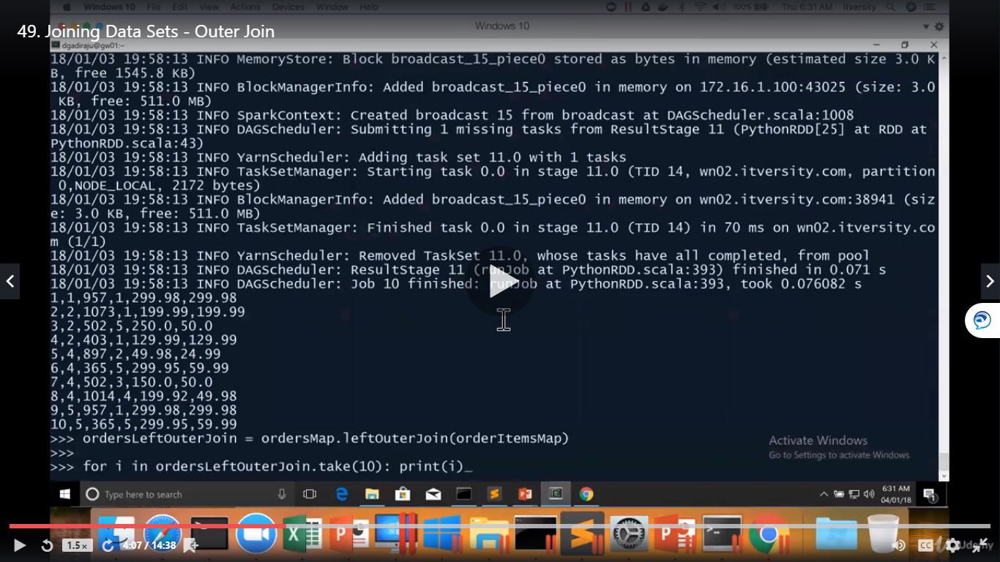 Windows 10 File Edit View Actions Devices Window Help 100% Thu 6:31 AM itversity
49. Joining Data Sets - Outer Join
Windows 10
dgadiraju@gw01:~
18/01/03 19:58:13 INFO MemoryStore: Block broadcast_15_piece0 stored as bytes in memory (estimated size 3.0 K
B, free 1545.8 KB)
18/01/03 19:58:13 INFO BlockManagerInfo: Added broadcast_15_piece0 in memory on 172.16.1.100:43025 (size: 3.0
KB, free: 511.0 MB)
18/01/03 19:58:13 INFO SparkContext: Created broadcast 15 from broadcast at DAGScheduler.scala:1008
18/01/03 19:58:13 INFO DAGScheduler: Submitting 1 missing tasks from ResultStage 11 (PythonRDD[25] at RDD at
PythonRDD.scala:43)
18/01/03 19:58:13 INFO YarnScheduler: Adding task set 11.0 with 1 tasks
18/01/03 19:58:13 INFO TaskSetManager: Starting task 0.0 in stage 11.0 (TID 14, wn02.itversity.com, partition
0,NODE_LOCAL, 2172 bytes)
18/01/03 19:58:13 INFO BlockManagerInfo: Added broadcast_15_piece0 in memory on wn02.itversity.com:38941 (siz
e: 3.0 KB, free: 511.0 MB)
18/01/03 19:58:13 INFO TaskSetManager: Finished task 0.0 in stage 11.0 (TID 14) in 70 ms on wn02.itversity.co
m (1/1)
18/01/03 19:58:13 INFO YarnScheduler: Removed TaskSet 11.0, whose tasks have all completed, from pool
18/01/03 19:58:13 INFO DAGScheduler: ResultStage 11 (runJob at PythonRDD.scala:393) finished in 0.071 s
18/01/03 19:58:13 INFO DAGScheduler: Job 10 finished: runJob at PythonRDD.scala:393, took 0.076082 s
1,1,957,1,299.98,299.98
2,2,1073,1,199.99,199.99
3,2,502,5,250.0,50.0
4,2,403,1,129.99,129.99
5,4,897,2,49.98,24.99
6,4,365,5,299.95,59.99
7,4,502,3,150.0,50.0
8,4,1014,4,199.92,49.98
9,5,957,1,299.98,299.98
10,5,365,5,299.95,59.99
>>> ordersLeftOuterJoin = ordersMap.leftOuterJoin(orderItemsMap)
>>>
>>> for i in ordersLeftOuterJoin.take(10): print(i)_
Activate Windows
Go to Settings to activate Windows.
Type here to search
6:31 AM
04/01/18
1.5x
4:07 / 14:38
CC
Udemy